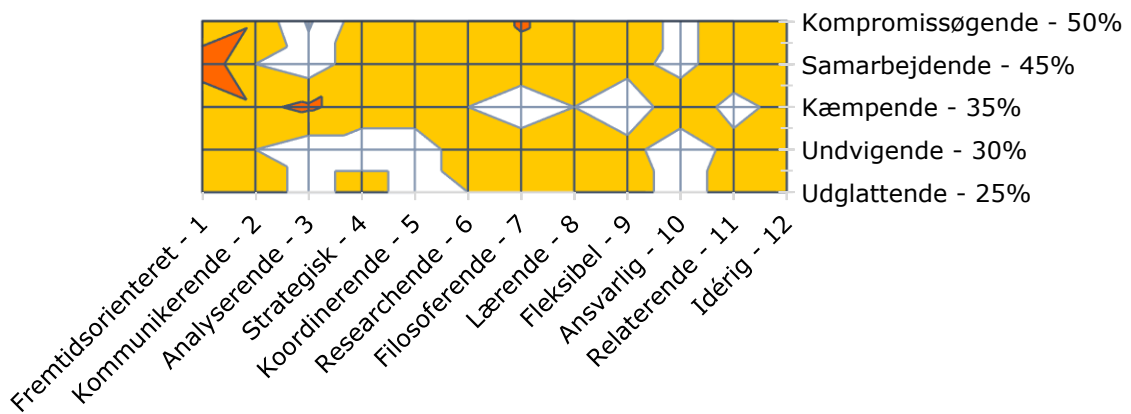 Kompromissøgende - 50%
Samarbejdende - 45%
Kæmpende - 35%
Undvigende - 30%
Udglattende - 25%
Fremtidsorienteret - 1
Kommunikerende - 2
Analyserende - 3
Strategisk - 4
Koordinerende - 5
Researchende - 6
Filosoferende - 7
Lærende - 8
Fleksibel - 9
Ansvarlig - 10
Relaterende - 11
Idérig - 12